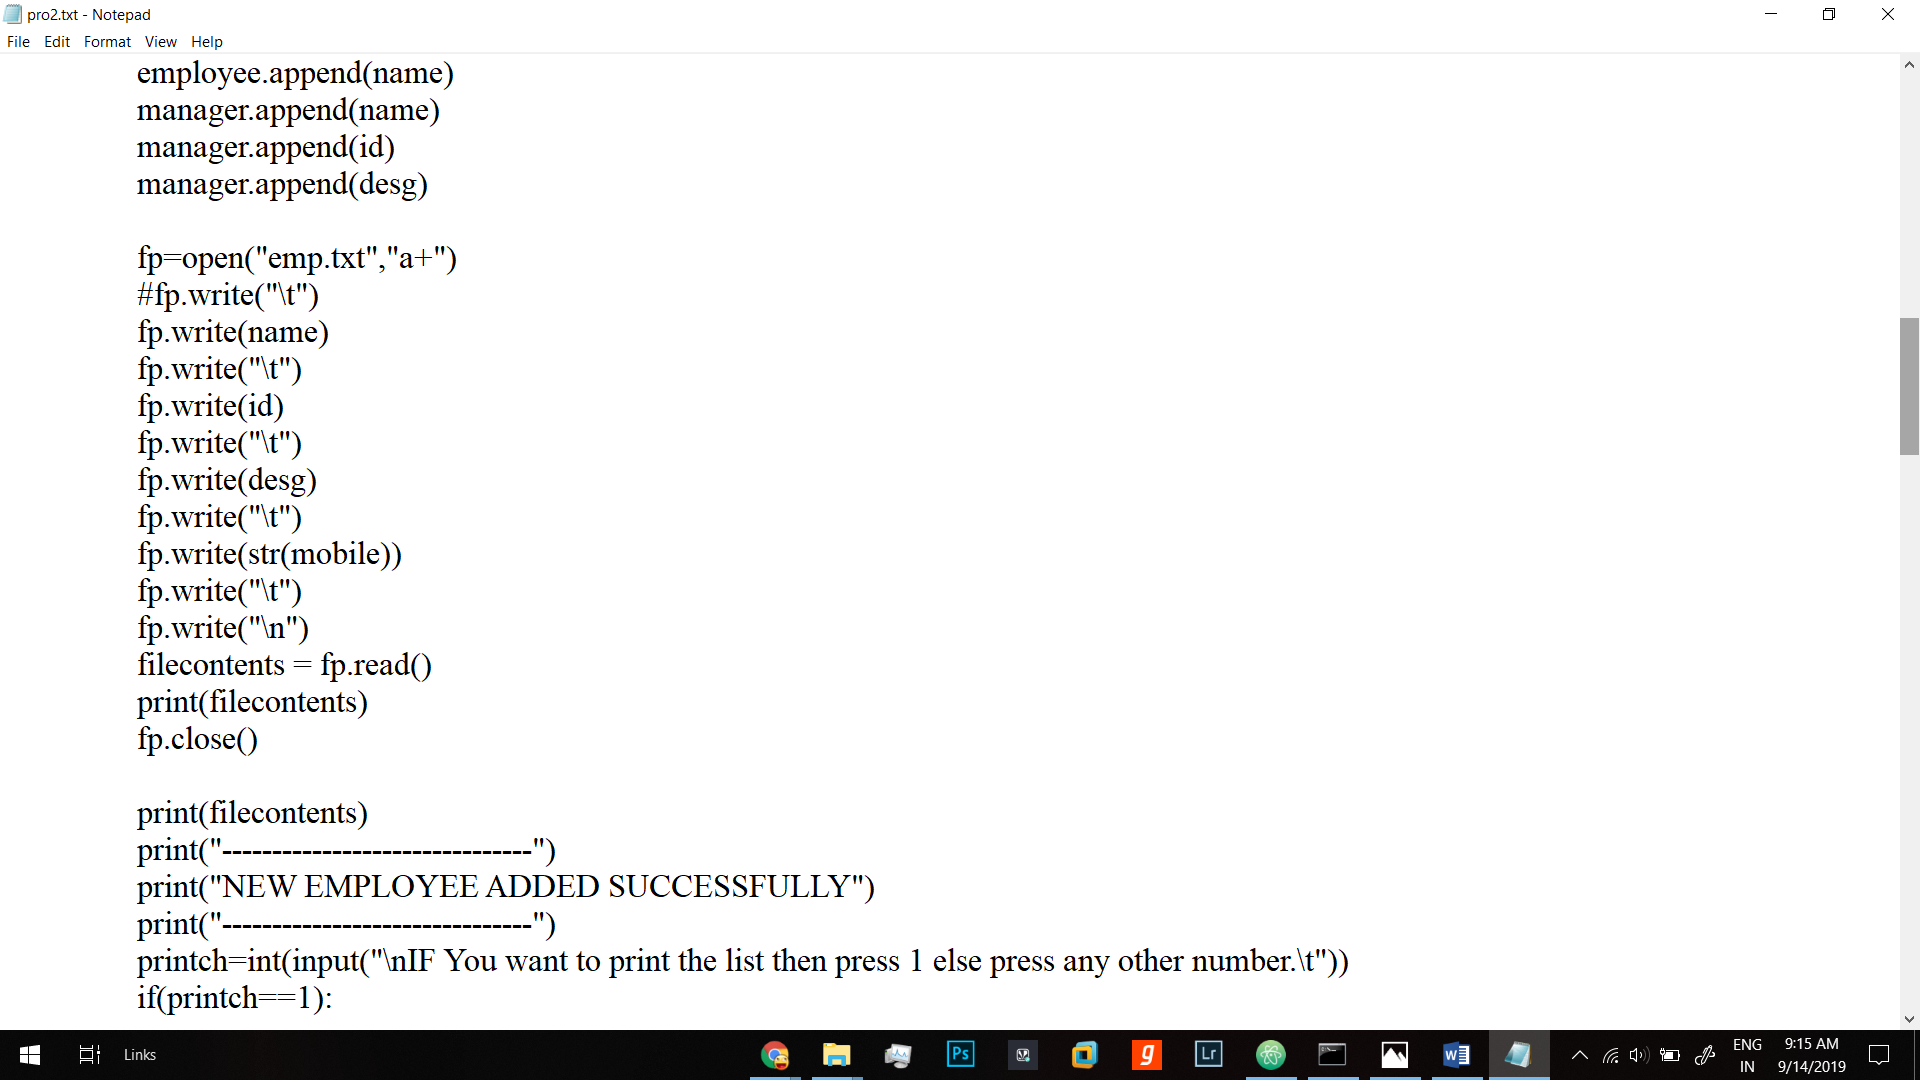 pro2.txt - Notepad
File Edit Format View Help
employee.append(name)
manager.append(name)
manager.append(id)
manager.append(desg)
fp=open("emp.txt","a+")
#fp.write("\t")
fp.write(name)
fp.write("\t")
fp.write(id)
fp.write("\t")
fp.write(desg)
fp.write("\t")
fp.write(str(mobile))
fp.write("\t")
fp.write("\n")
filecontents = fp.read()
print(filecontents)
fp.close()
print(filecontents)
print("-------------------------------")
print("NEW EMPLOYEE ADDED SUCCESSFULLY")
print("-------------------------------")
printch=int(input("\nIF You want to print the list then press 1 else press any other number.\t"))
if(printch==1):
Links
Ps
g
Lr
W
ENG
IN
9:15 AM
9/14/2019